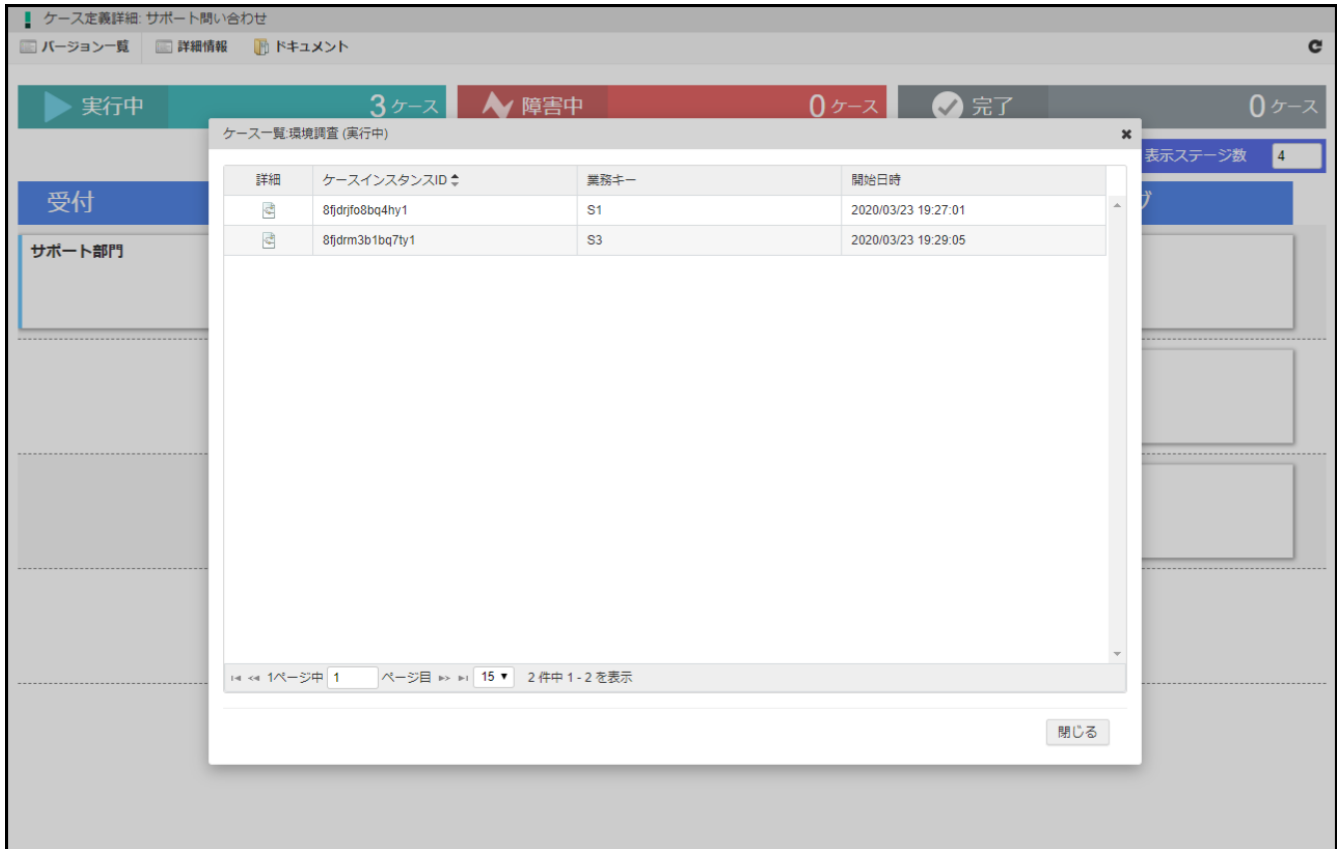 ケース定義詳細: サポート問い合わせ
バージョン一覧 詳細情報 ドキュメント
実行中 3 ケース 障害中 0 ケース 完了 0 ケース
表示ステージ数 4
受付
サポート部門
ケース一覧:環境調査 (実行中)
詳細 ケースインスタンスID 業務キー 開始日時
8fjdrjfo8bq4hy1 S1 2020/03/23 19:27:01
8fjdrm3b1bq7ty1 S3 2020/03/23 19:29:05
1ページ中 1 ページ目 15 2 件中 1 - 2 を表示
閉じる